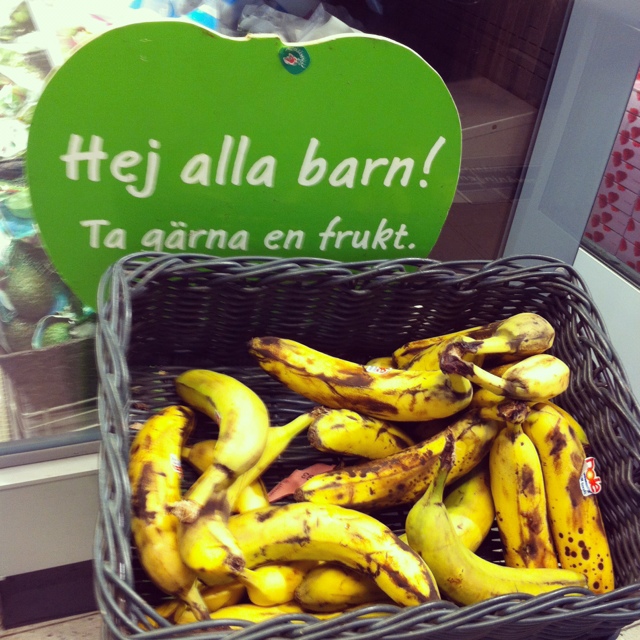 Hej alla barn!
Ta gärna en frukt.